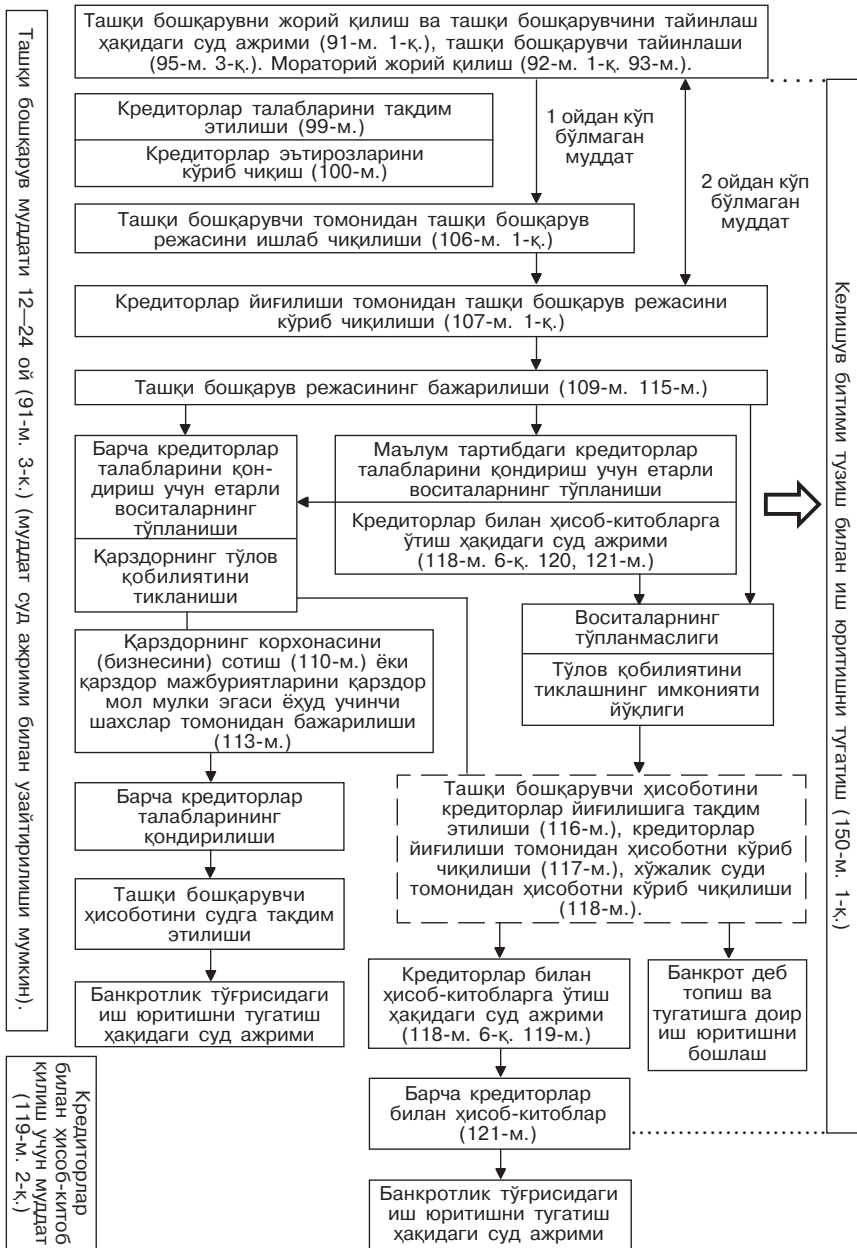 Ташқи бошқарувни жорий қилиш ва ташқи бошқарувчини тайинлаш
ҳақидаги суд ажрими (91-м. 1-қ.), ташқи бошқарувчи тайинлаши
(95-м. 3-қ.). Мораторий жорий қилиш (92-м. 1-қ. 93-м.).
Кредиторлар талабларини тақдим
этилиши (99-м.)
Кредиторлар эътирозларини
кўриб чиқиш (100-м.)
1 ойдан кўп
бўлмаган
муддат
2 ойдан кўп
бўлмаган
муддат
Ташқи бошқарувчи томонидан ташқи бошқарув
режасини ишлаб чиқилиши (106-м. 1-қ.)
Кредиторлар йиғилиши томонидан ташқи бошқарув режасини
кўриб чиқилиши (107-м. 1-қ.)
Ташқи бошқарув режасининг бажарилиши (109-м. 115-м.)
Барча кредиторлар
талабларини қон-
дириш учун етарли
воситаларнинг
тўпланиши
Қарздорнинг тўлов
қобилиятини
тикланиши
Маълум тартибдаги кредиторлар
талабларини қондириш учун етарли
воситаларнинг тўпланиши
Кредиторлар билан ҳисоб-китобларга
ўтиш ҳақидаги суд ажрими
(118-м. 6-қ. 120, 121-м.)
Воситаларнинг
тўпланмаслиги
Тўлов қобилиятини
тиклашнинг имконияти
йўқлиги
Қарздорнинг корхонасини
(бизнесини) сотиш (110-м.) ёки
қарздор мажбуриятларини қарздор
мол мулки эгаси ёҳуд учинчи
шахслар томонидан бажарилиши
(113-м.)
Барча кредиторлар
талабларининг
қондирилиши
Ташқи бошқарувчи
ҳисоботини судга тақдим
этилиши
Банкротлик тўғрисидаги
иш юритишни тугатиш
ҳақидаги суд ажрими
Ташқи бошқарувчи ҳисоботини
кредиторлар йиғилишига тақдим
этилиши (116-м.), кредиторлар
йиғилиши томонидан ҳисоботни кўриб
чиқилиши (117-м.), хўжалик суди
томонидан ҳисоботни кўриб чиқилиши
(118-м.).
Кредиторлар билан
ҳисоб-китобларга ўтиш
ҳақидаги суд ажрими
(118-м. 6-қ. 119-м.)
Банкрот деб
топиш ва
тугатишга доир
иш юритишни
бошлаш
Барча кредиторлар
билан ҳисоб-китоблар
(121-м.)
Банкротлик тўғрисидаги
иш юритишни тугатиш
ҳақидаги суд ажрими
Ташқи бошқарув муддати 12—24 ой (91-м. 3-к.) (муддат суд ажрими билан узайтирилиши мумкин).
Кредиторлар
билан ҳисоб-китоб
қилиш учун муддат
(119-м. 2-қ.)
Келишув битими тузиш билан иш юритишни тугатиш (150-м. 1-қ.)